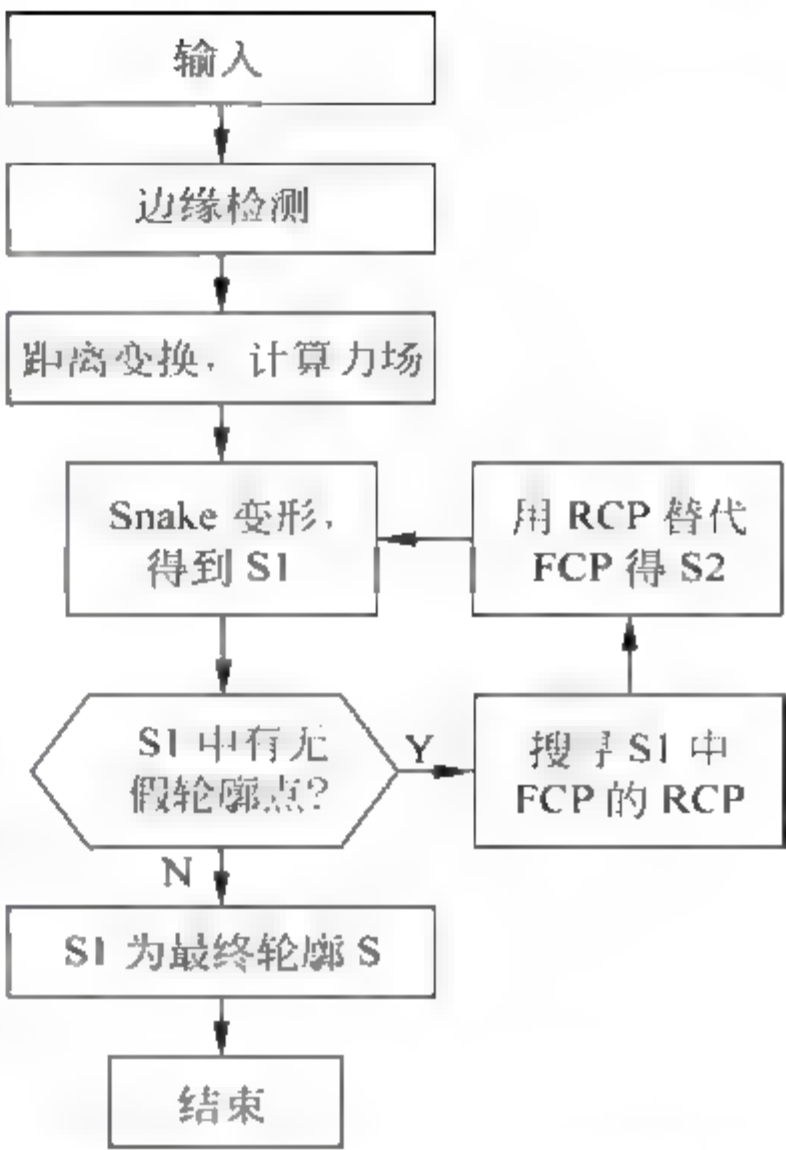 输入
边缘检测
距离变换，计算力场
Snake 变形，
得到 S1
用 RCP 替代
FCP 得 S2
S1 中有无
假轮廓点?
Y
搜寻 S1 中
FCP 的 RCP
N
S1 为最终轮廓 S
结束